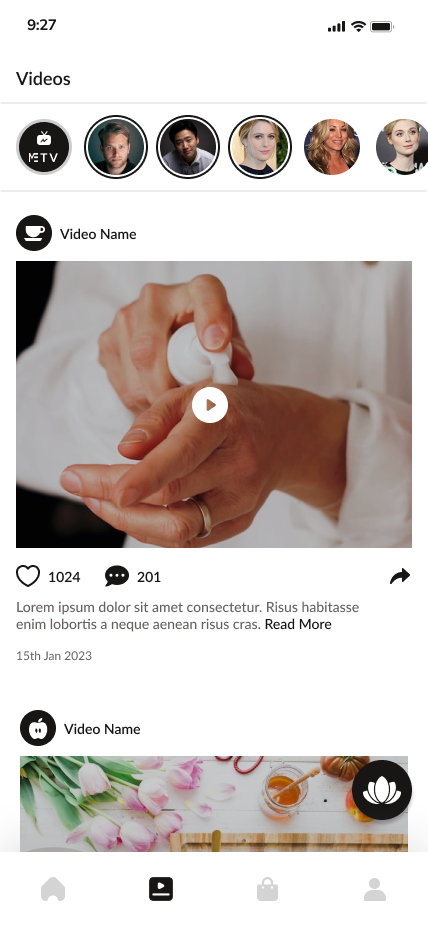 9:27
Videos
METV
Video Name
1024
201
Lorem ipsum dolor sit amet consectetur. Risus habitasse
enim lobortis a neque aenean risus cras. Read More
15th Jan 2023
Video Name